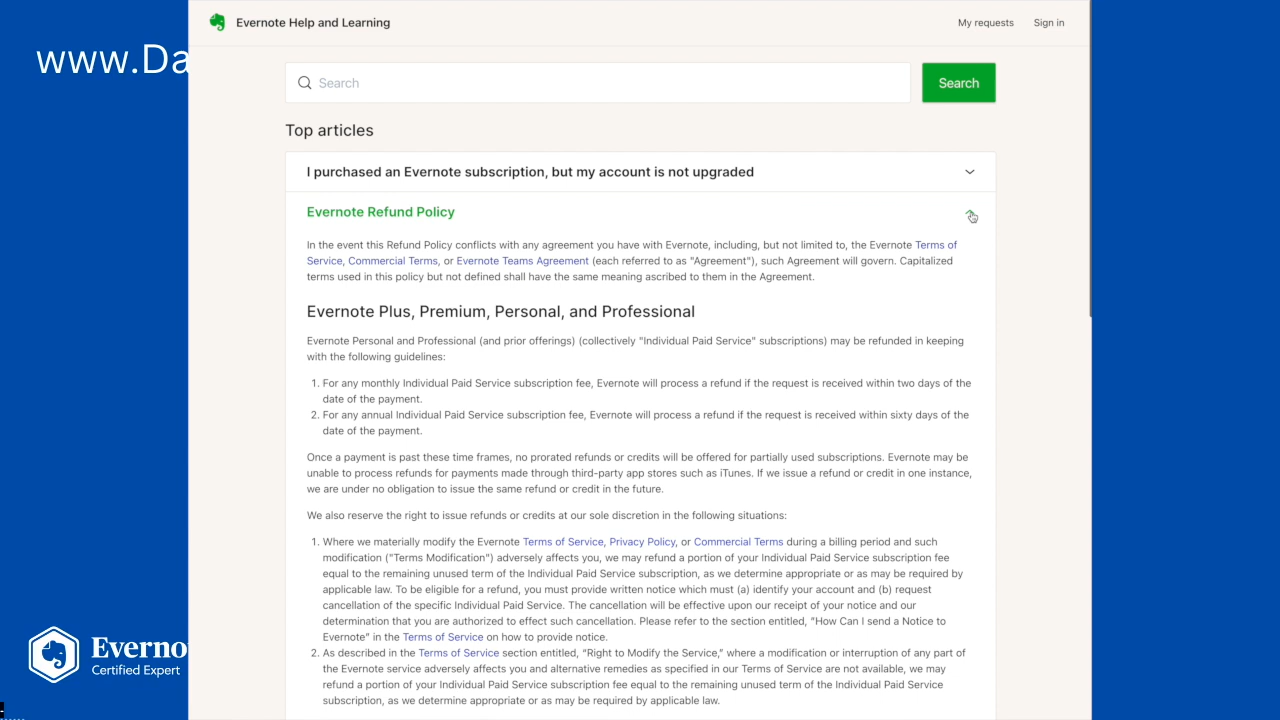 Evernote Help and Learning
My requests
Sign in
www.Da
Search
Search
Top articles
I purchased an Evernote subscription, but my account is not upgraded
Evernote Refund Policy
In the event this Refund Policy conflicts with any agreement you have with Evernote, including, but not limited to, the Evernote Terms of
Service, Commercial Terms, or Evernote Teams Agreement (each referred to as "Agreement"), such Agreement will govern. Capitalized
terms used in this policy but not defined shall have the same meaning ascribed to them in the Agreement.
Evernote Plus, Premium, Personal, and Professional
Evernote Personal and Professional (and prior offerings) (collectively "Individual Paid Service" subscriptions) may be refunded in keeping
with the following guidelines:
1. For any monthly Individual Paid Service subscription fee, Evernote will process a refund if the request is received within two days of the
date of the payment.
2. For any annual Individual Paid Service subscription fee, Evernote will process a refund if the request is received within sixty days of the
date of the payment.
Once a payment is past these time frames, no prorated refunds or credits will be offered for partially used subscriptions. Evernote may be
unable to process refunds for payments made through third-party app stores such as iTunes. If we issue a refund or credit in one instance,
we are under no obligation to issue the same refund or credit in the future.
We also reserve the right to issue refunds or credits at our sole discretion in the following situations:
1. Where we materially modify the Evernote Terms of Service, Privacy Policy, or Commercial Terms during a billing period and such
modification ("Terms Modification") adversely affects you, we may refund a portion of your Individual Paid Service subscription fee
equal to the remaining unused term of the Individual Paid Service subscription, as we determine appropriate or as may be required by
applicable law. To be eligible for a refund, you must provide written notice which must (a) identify your account and (b) request
cancellation of the specific Individual Paid Service. The cancellation will be effective upon our receipt of your notice and our
determination that you are authorized to effect such cancellation. Please refer to the section entitled, "How Can I send a Notice to
Evernote" in the Terms of Service on how to provide notice.
2. As described in the Terms of Service section entitled, "Right to Modify the Service," where a modification or interruption of any part of
the Evernote service adversely affects you and alternative remedies as specified in our Terms of Service are not available, we may
refund a portion of your Individual Paid Service subscription fee equal to the remaining unused term of the Individual Paid Service
subscription, as we determine appropriate or as may be required by applicable law.
Everno
Certified Expert